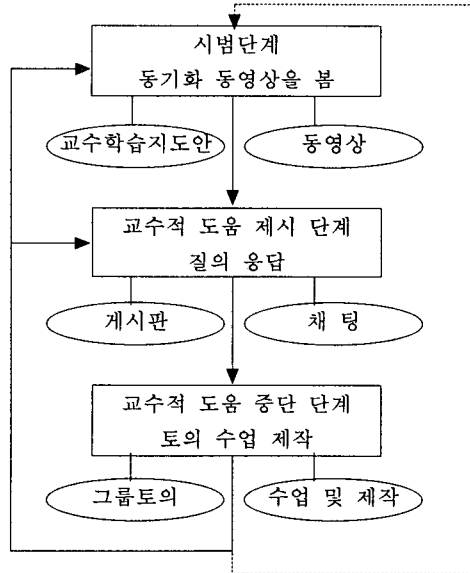 시범단계
동기화 동영상을 봄
교수학습지도안
동영상
교수적 도움 제시 단계
질의 응답
게시판
채 팅
교수적 도움 중단 단계
토의 수업 제작
그룹토의
수업 및 제작